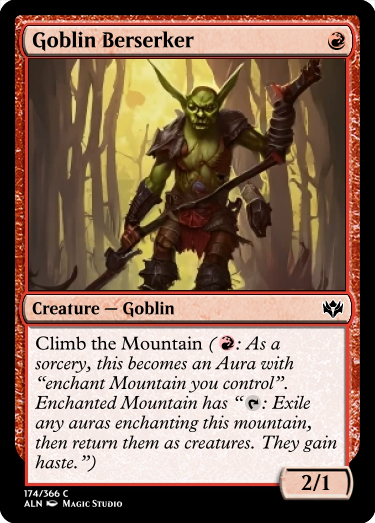 Goblin Berserker
Creature — Goblin
Climb the Mountain (🔴: As a
sorcery, this becomes an Aura with
“enchant Mountain you control”.
Enchanted Mountain has “: Exile
any auras enchanting this mountain,
then return them as creatures. They gain
haste.”)
2/1
174/366 C
ALN Magic Studio